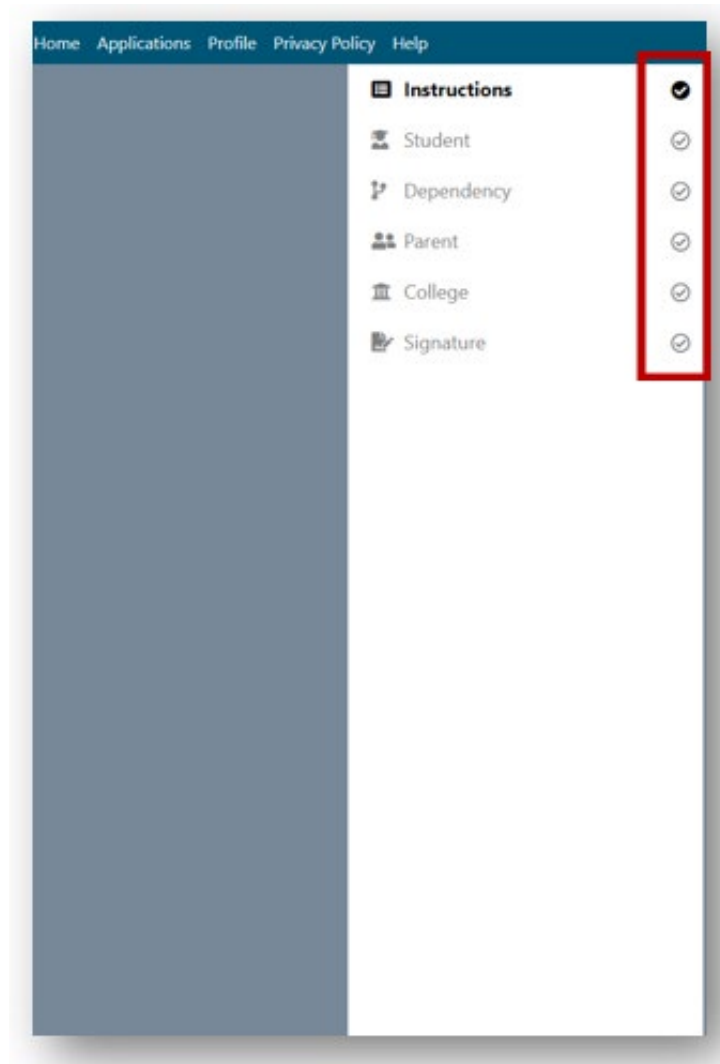 Home Applications Profile Privacy Policy Help
Instructions
Student
Dependency
Parent
College
Signature